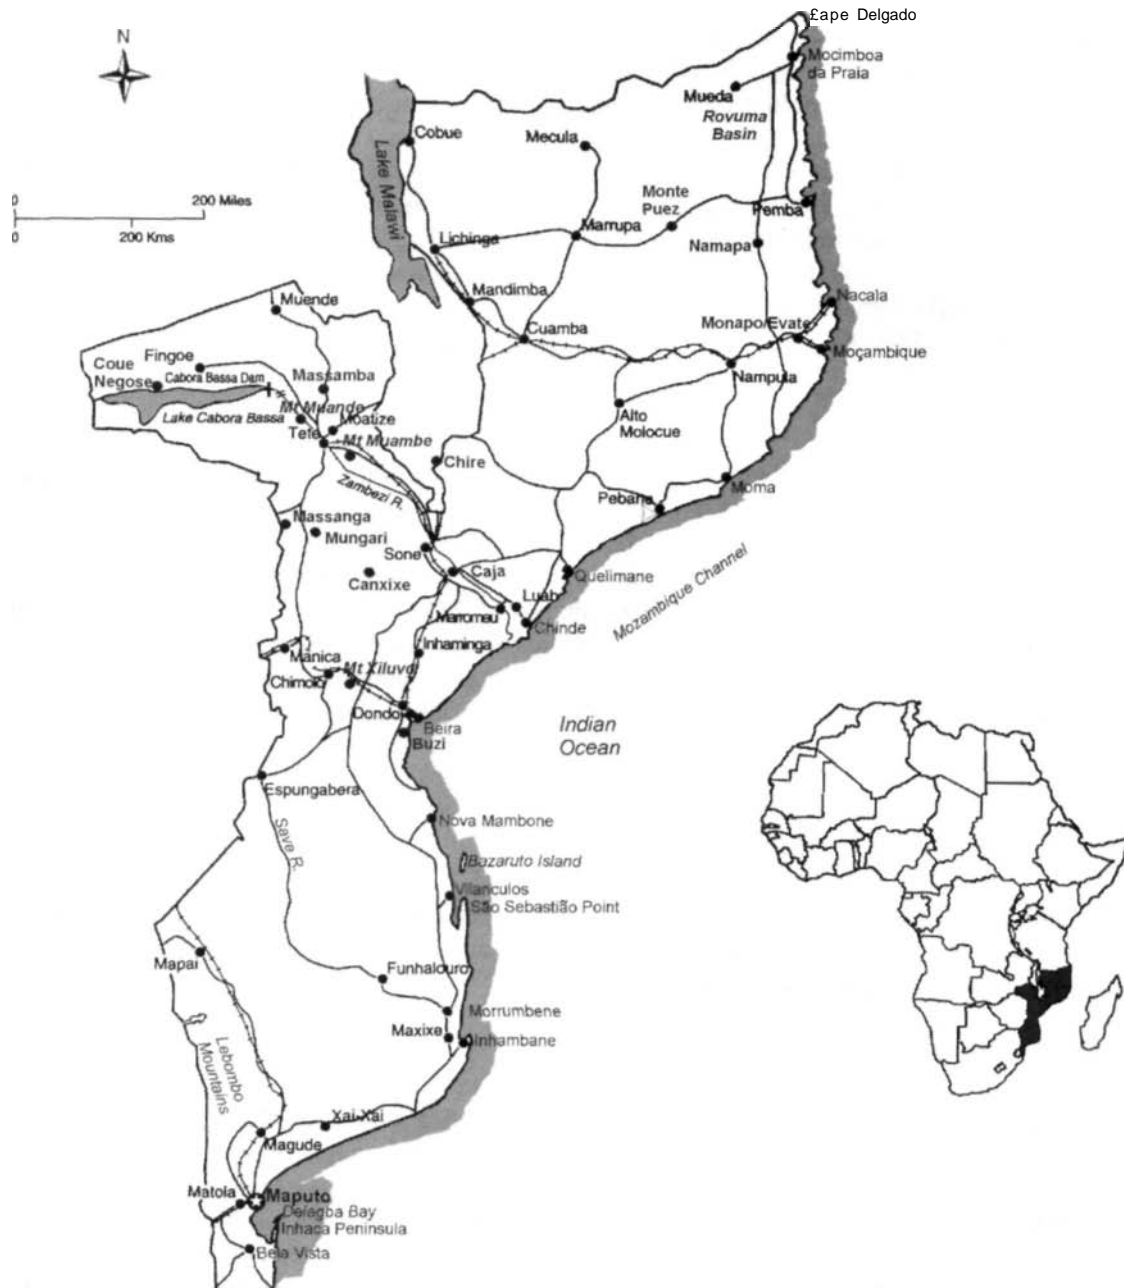 £ape Delgado
N
Mocimboa
da Praia
Mueda
Rovuma
Basin
Cobue
Mecula
Lake Malawi
0
200 Miles
0
200 Kms
Monte
Puez
Pemba
Marrupa
Lichinga
Namapa
Mandimba
Nacala
Muende
Monapo/Evate
Cuamba
Moçambique
Fingoe
Coue
Negose
Cabora Bassa Dam
Massamba
Nampula
Mt Muande
Lake Cabora Bassa
Alto
Molocue
Moatize
Tete
Mt Muambe
Chire
Zambezi R.
Moma
Pebane
Massanga
Mungari
Sone
Caja
Canxixe
Quelimane
Mozambique Channel
Luab
Marromeu
Chinde
Inhaminga
Manica
Mt Xiluvo
Chimoio
Dondo
Beira
Buzi
Indian
Ocean
Espungabera
Save R.
Nova Mambone
Bazaruto Island
Vilanculos
São Sebastião Point
Mapai
Funhalouro
Morrumbene
Maxixe
Inhambane
Lebombo
Mountains
Xai-Xai
Magude
Matola
Maputo
Delagba Bay
Inhaca Peninsula
Bela Vista